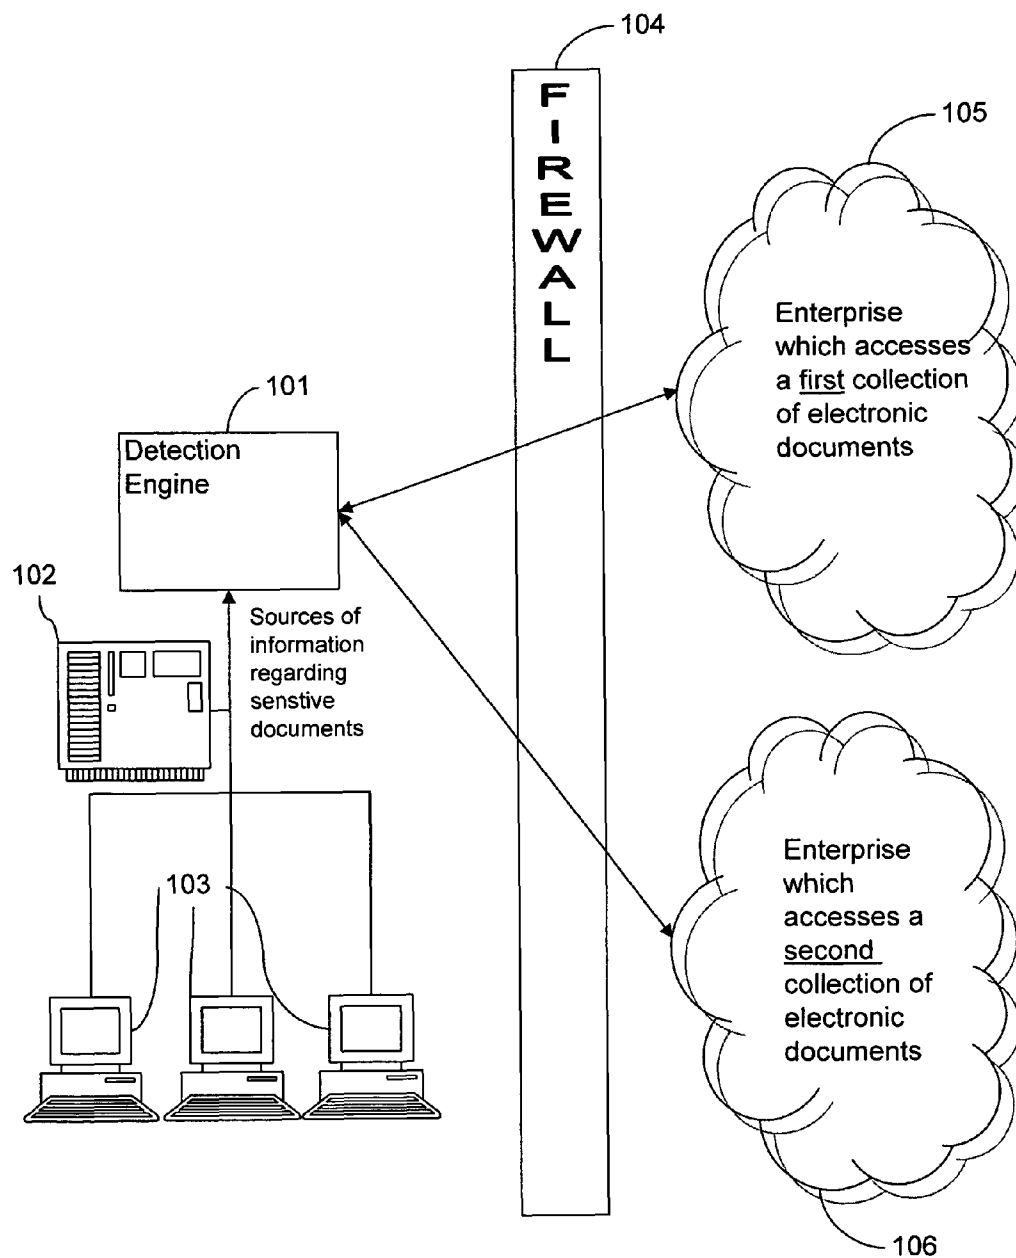 104
FIREWALL
105
Enterprise
which accesses
a first collection
of electronic
documents
101
Detection
Engine
102
Sources of
information
regarding
senstive
documents
103
Enterprise
which
accesses a
second
collection of
electronic
documents
106